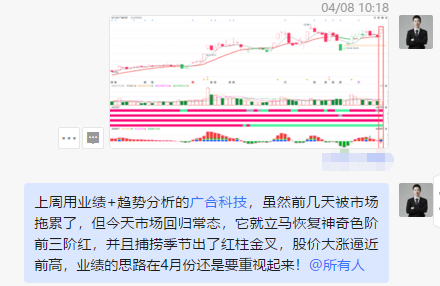 04/08 10:18
上周用业绩+趋势分析的广合科技，虽然前几天被市场
拖累了，但今天市场回归常态，它就立马恢复神奇色阶
前三阶红，并且捕捞季节出了红柱金叉，股价大涨逼近
前高，业绩的思路在4月份还是要重视起来！@所有人